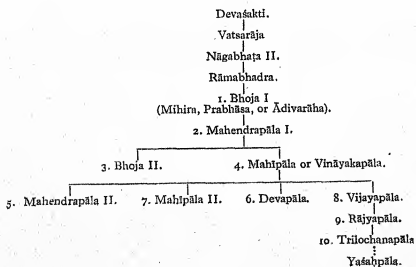 Devaśakti.
Vatsarāja
Nāgabhaṭa II.
Rāmabhadra.
1. Bhoja I
(Mihira, Prabhāsa, or Ādivarāha).
2. Mahendrapāla I.
3. Bhoja II. 4. Mahīpāla or Vināyakapāla.
5. Mahendrapāla II. 7. Mahīpāla II. 6. Devapāla. 8. Vijayapāla.
9. Rājyapāla.
10. Trilochanapāla
Yaśaḥpāla.